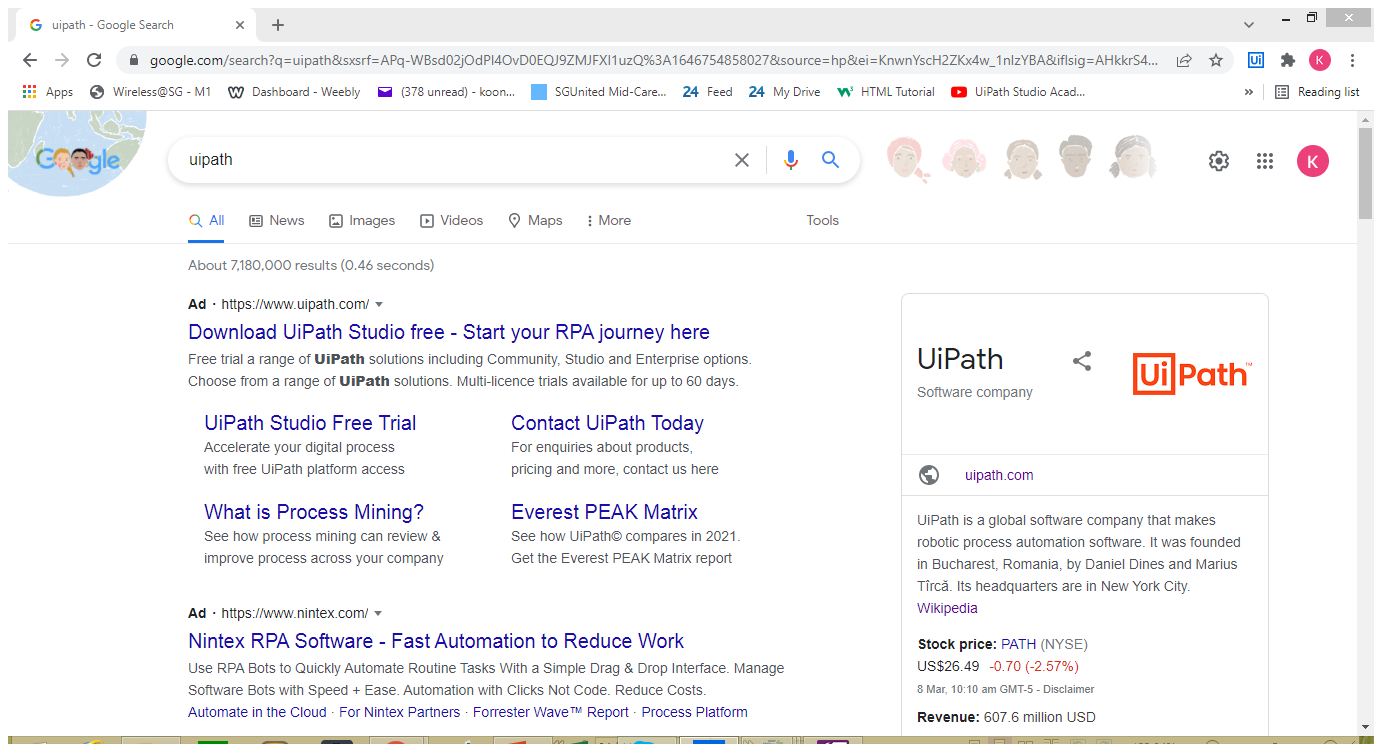 uipath - Google Search
google.com/search?q=uipath&sxsrf=APq-WBsd02jOdPI4OvD0EQJ9ZMJFXI1uzQ%3A1646754858027&source=hp&ei=KnwnYscH2ZKx4w_1nIzYBA&iflsig=AHkkrS4...
Ui
K
Apps
Wireless@SG - M1
Dashboard - Weebly
(378 unread) - koon...
SGUnited Mid-Care...
24 Feed
24 My Drive
HTML Tutorial
UiPath Studio Acad...
»
Reading list
Google
uipath
K
All
News
Images
Videos
Maps
More
Tools
About 7,180,000 results (0.46 seconds)
Ad · https://www.uipath.com/
Download UiPath Studio free - Start your RPA journey here
Free trial a range of UiPath solutions including Community, Studio and Enterprise options.
Choose from a range of UiPath solutions. Multi-licence trials available for up to 60 days.
UiPath Studio Free Trial
Accelerate your digital process
with free UiPath platform access
Contact UiPath Today
For enquiries about products,
pricing and more, contact us here
What is Process Mining?
See how process mining can review &
improve process across your company
Everest PEAK Matrix
See how UiPath© compares in 2021.
Get the Everest PEAK Matrix report
Ad · https://www.nintex.com/
Nintex RPA Software - Fast Automation to Reduce Work
Use RPA Bots to Quickly Automate Routine Tasks With a Simple Drag & Drop Interface. Manage
Software Bots with Speed + Ease. Automation with Clicks Not Code. Reduce Costs.
Automate in the Cloud · For Nintex Partners · Forrester Wave™ Report · Process Platform
UiPath
Software company
Ui Path™
uipath.com
UiPath is a global software company that makes
robotic process automation software. It was founded
in Bucharest, Romania, by Daniel Dines and Marius
Tîrcă. Its headquarters are in New York City.
Wikipedia
Stock price: PATH (NYSE)
US$26.49 -0.70 (-2.57%)
8 Mar, 10:10 am GMT-5 - Disclaimer
Revenue: 607.6 million USD